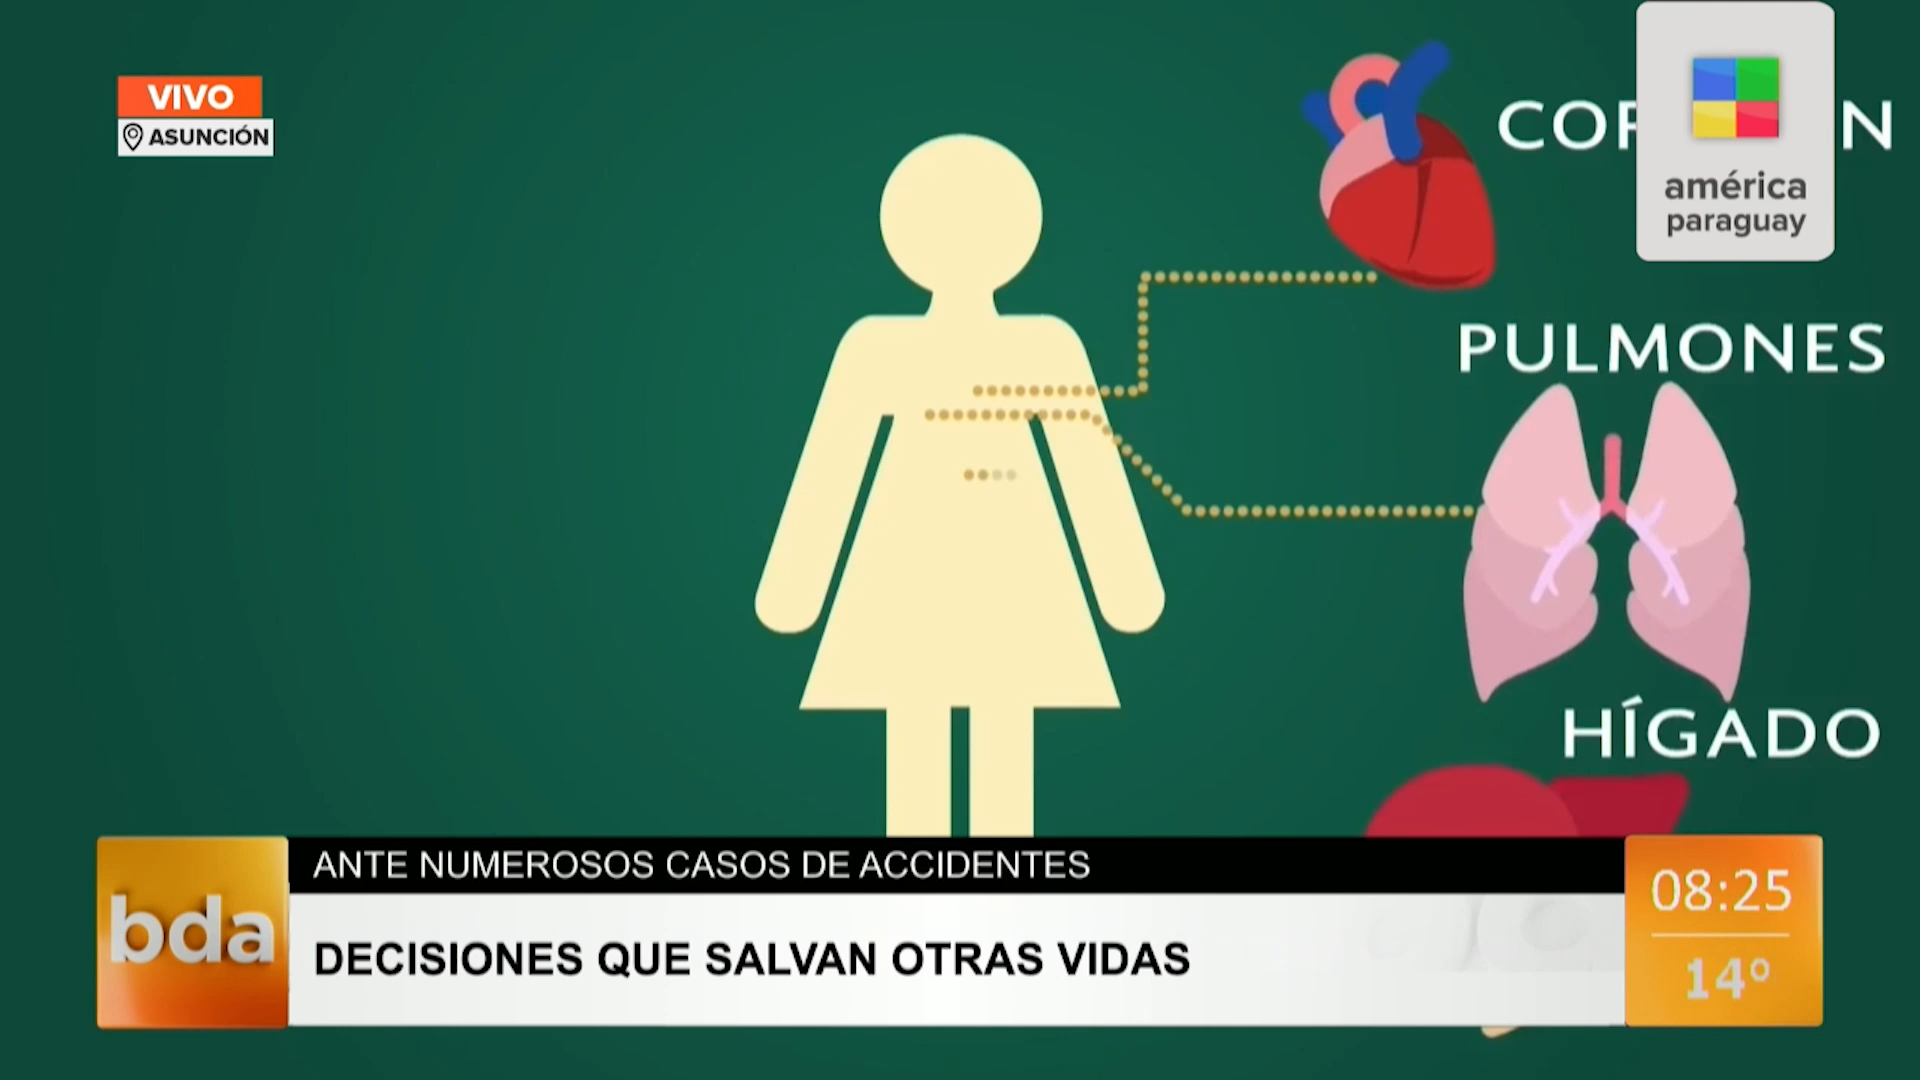 VIVO
ASUNCIÓN
américa
paraguay
PULMONES
HÍGADO
ANTE NUMEROSOS CASOS DE ACCIDENTES
bda
DECISIONES QUE SALVAN OTRAS VIDAS
08:25
14º